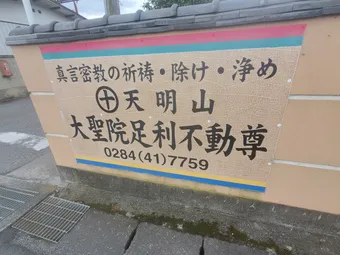 真言密教の祈祷・除け・浄め
天明山
大聖院足利不動尊
0284(41)7759